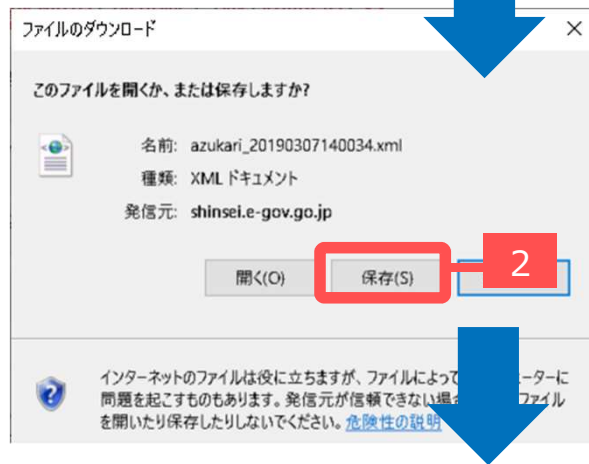 ファイルのダウンロード
このファイルを開くか、または保存しますか?
名前: azukari_20190307140034.xml
種類: XML ドキュメント
発信元: shinsei.e-gov.go.jp
開く(O) 保存(S) 2
インターネットのファイルは役に立ちますが、ファイルによって ーターに
問題を起こすものもあります。発信元が信頼できない場 ファイル
を開いたり保存したりしないでください。危険性の説明